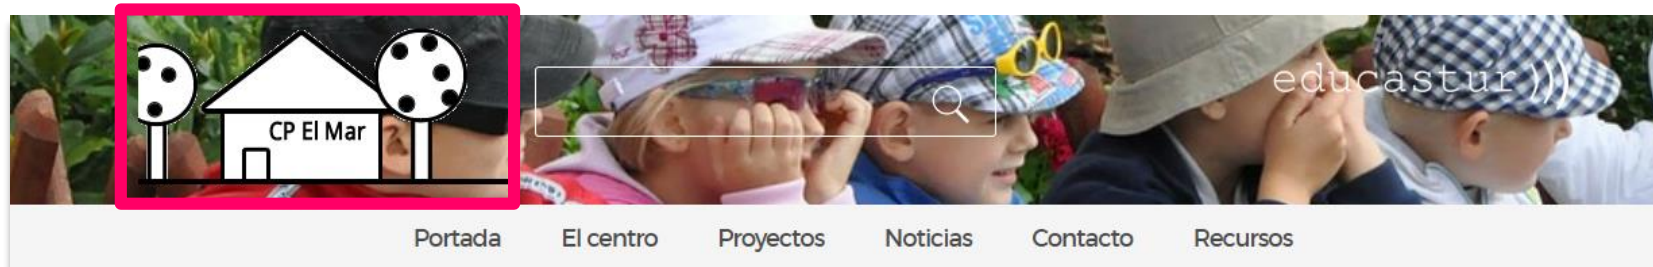 CP El Mar
educastur
Portada El centro Proyectos Noticias Contacto Recursos